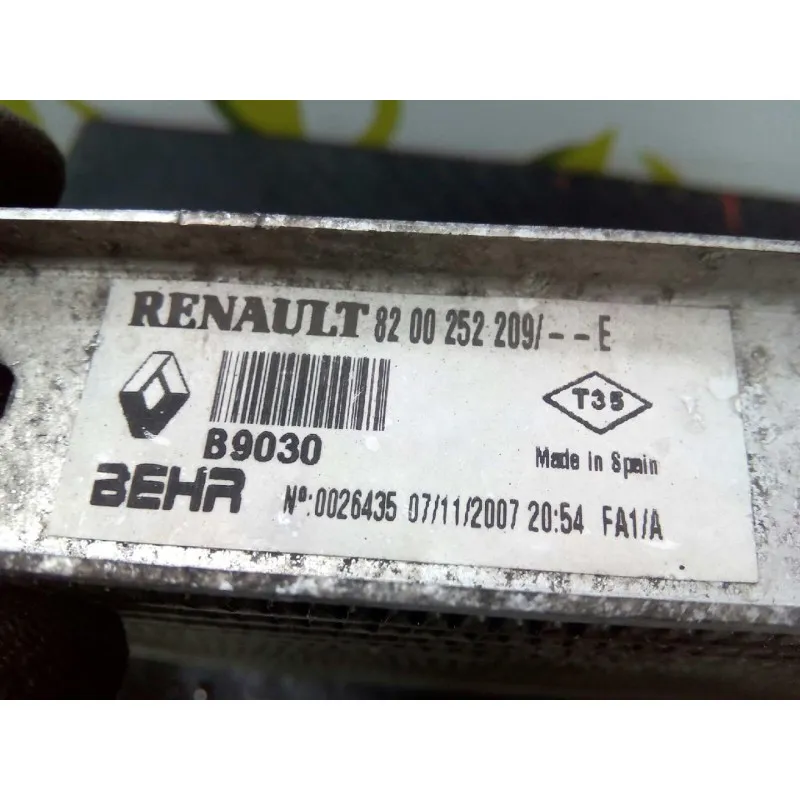 RENAULT 82 00 252 209/--E
T35
B9030
Made in Spain
BEHR Nº:0026435 07/11/2007 20:54 FA1/A